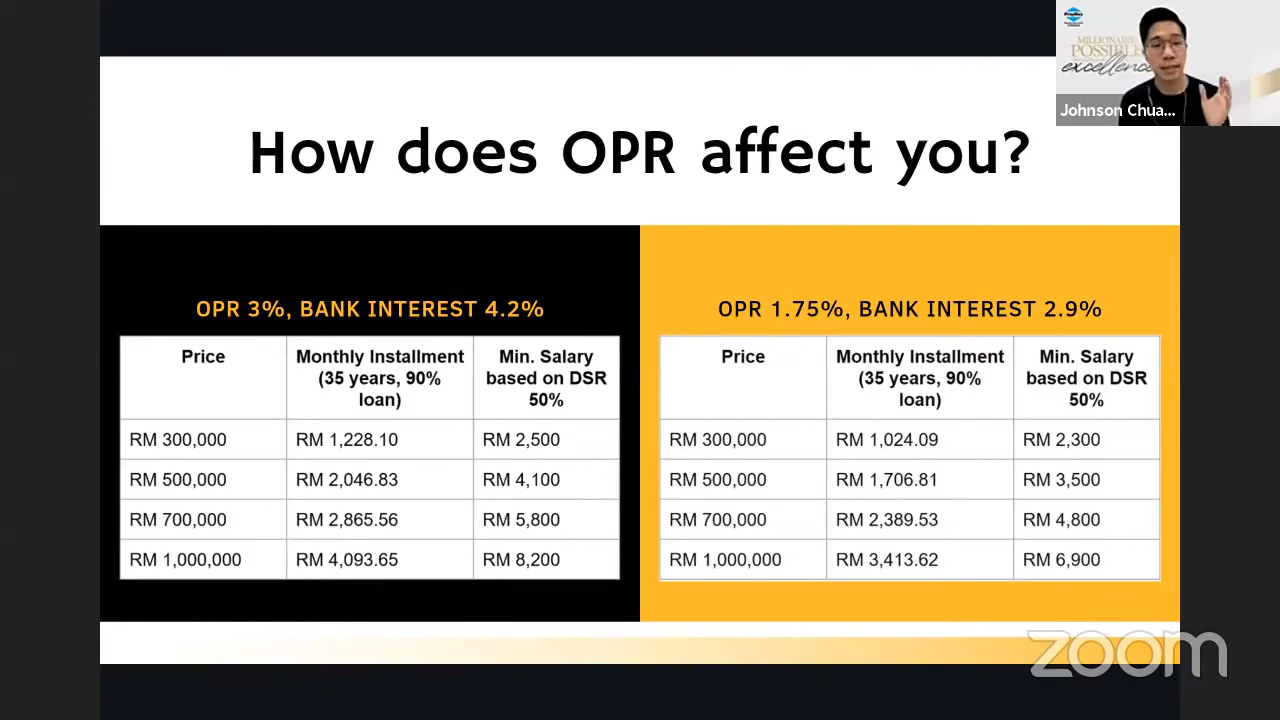 MILLIONAIRE
POSSIBLE
excellence
Johnson Chua...
How does OPR affect you?
OPR 3%, BANK INTEREST 4.2%
Price Monthly Installment (35 years, 90% loan) Min. Salary based on DSR 50%
RM 300,000 RM 1,228.10 RM 2,500
RM 500,000 RM 2,046.83 RM 4,100
RM 700,000 RM 2,865.56 RM 5,800
RM 1,000,000 RM 4,093.65 RM 8,200
OPR 1.75%, BANK INTEREST 2.9%
Price Monthly Installment (35 years, 90% loan) Min. Salary based on DSR 50%
RM 300,000 RM 1,024.09 RM 2,300
RM 500,000 RM 1,706.81 RM 3,500
RM 700,000 RM 2,389.53 RM 4,800
RM 1,000,000 RM 3,413.62 RM 6,900
zoom